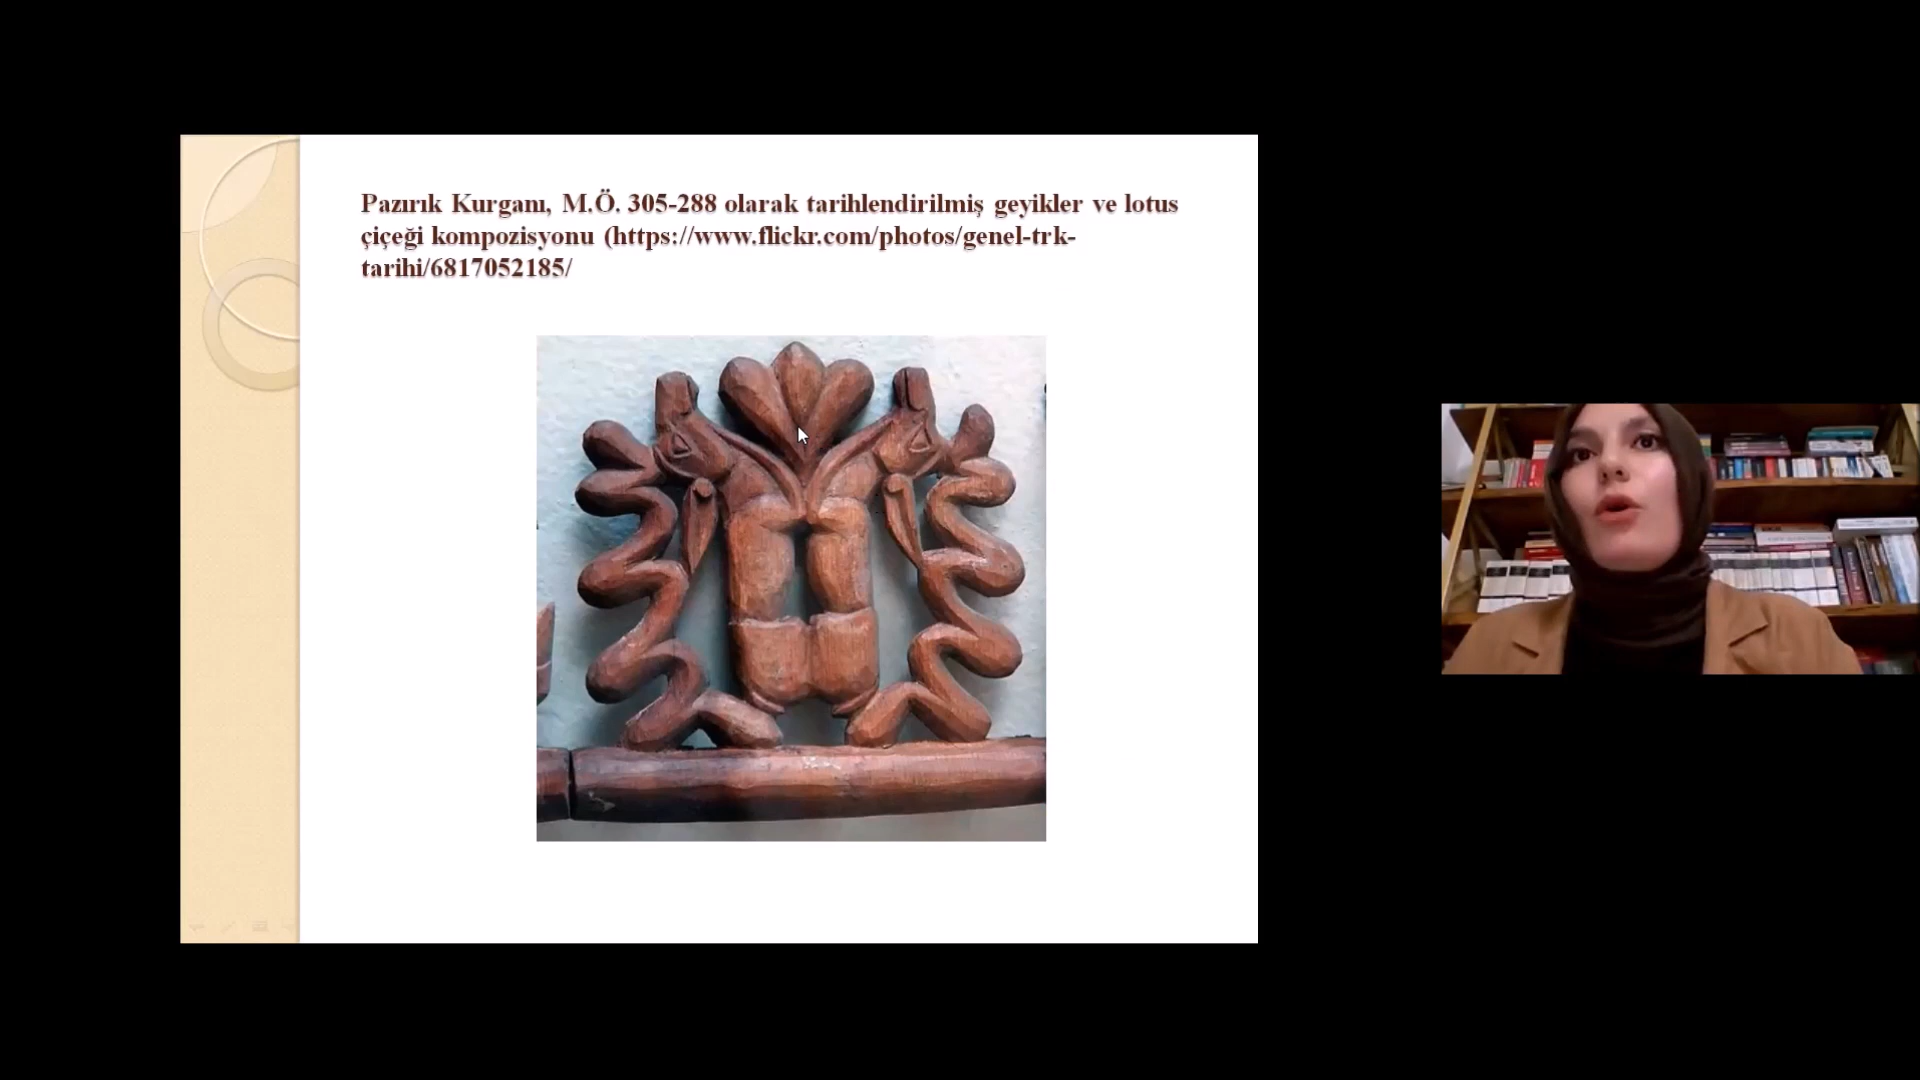 Pazırık Kurganı, M.Ö. 305-288 olarak tarihlendirilmiş geyikler ve lotus
çiçeği kompozisyonu (https://www.flickr.com/photos/genel-trk-
tarihi/6817052185/